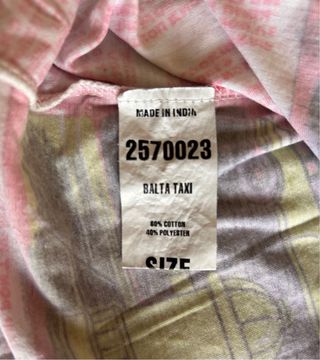 MADE IN INDIA
2570023
BALTA TAXI
60% COTTON
40% POLYESTER
SIZE